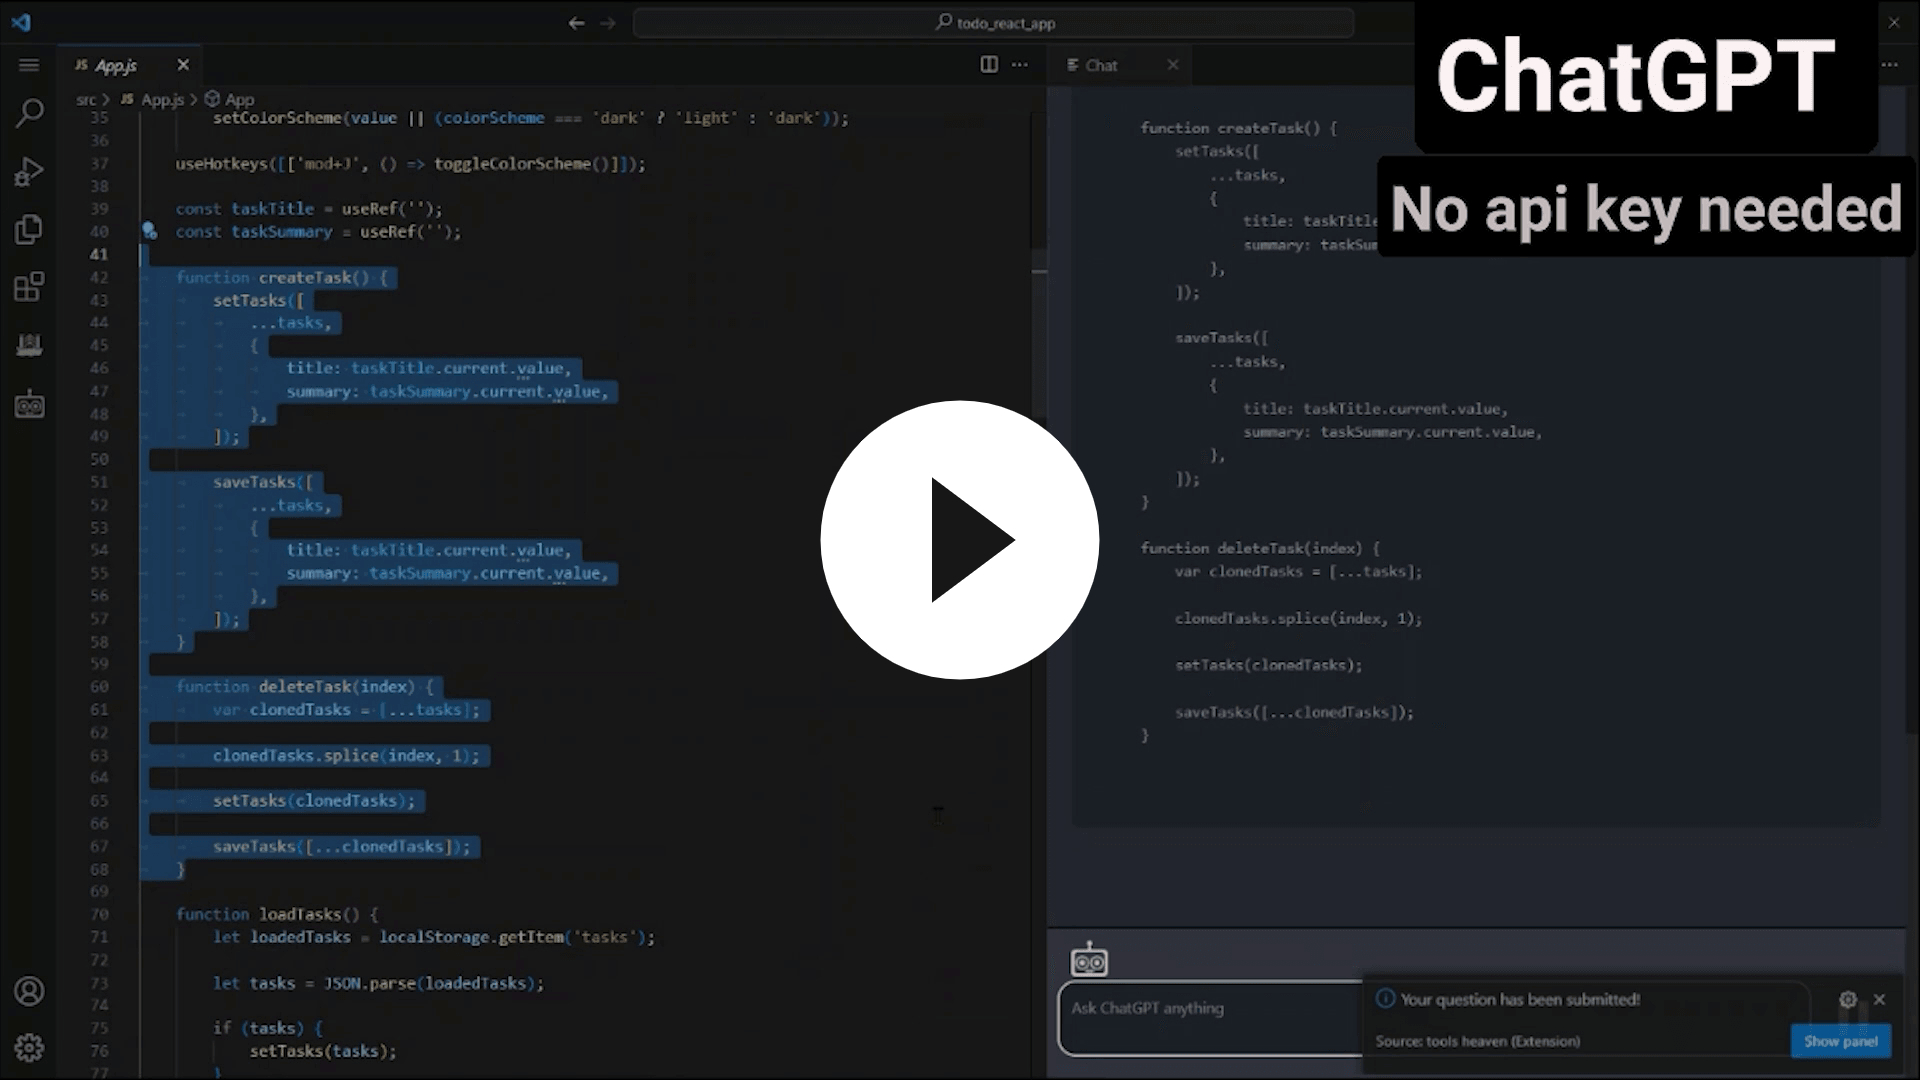 todo_react_app
JS App.js
src > JS App.js > App
35 setColorScheme(value || (colorScheme === 'dark' ? 'light' : 'dark'));
36
37 useHotkeys([['mod+J', () => toggleColorScheme()]]);
38
39 const taskTitle = useRef('');
40 const taskSummary = useRef('');
41
42 function createTask() {
43 setTasks([
44 ...tasks,
45 {
46 title: taskTitle.current.value,
47 summary: taskSummary.current.value,
48 },
49 ]);
50
51 saveTasks([
52 ...tasks,
53 {
54 title: taskTitle.current.value,
55 summary: taskSummary.current.value,
56 },
57 ]);
58 }
59
60 function deleteTask(index) {
61 var clonedTasks = [...tasks];
62
63 clonedTasks.splice(index, 1);
64
65 setTasks(clonedTasks);
66
67 saveTasks([...clonedTasks]);
68 }
69
70 function loadTasks() {
71 let loadedTasks = localStorage.getItem('tasks');
72
73 let tasks = JSON.parse(loadedTasks);
74
75 if (tasks) {
76 setTasks(tasks);
77 }
Chat
ChatGPT
No api key needed
function createTask() {
setTasks([
...tasks,
{
title: taskTitle
summary: taskSum
},
]);
saveTasks([
...tasks,
{
title: taskTitle.current.value,
summary: taskSummary.current.value,
},
]);
}
function deleteTask(index) {
var clonedTasks = [...tasks];
clonedTasks.splice(index, 1);
setTasks(clonedTasks);
saveTasks([...clonedTasks]);
}
Ask ChatGPT anything
Your question has been submitted!
Source: tools heaven (Extension)
Show panel